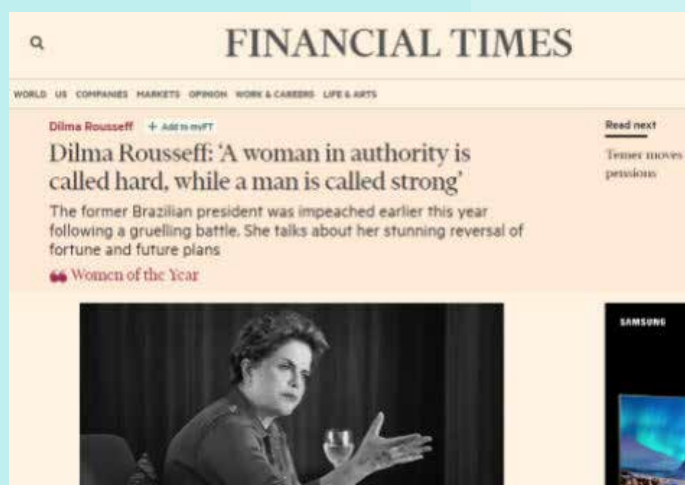 FINANCIAL TIMES
WORLD US COMPANIES MARKETS OPINION WORK & CAREERS LIFE & ARTS
Dilma Rousseff + Add to myFT
Dilma Rousseff: ‘A woman in authority is
called hard, while a man is called strong’
The former Brazilian president was impeached earlier this year
following a gruelling battle. She talks about her stunning reversal of
fortune and future plans
Women of the Year
Read next
Temer moves
pensions
SAMSUNG